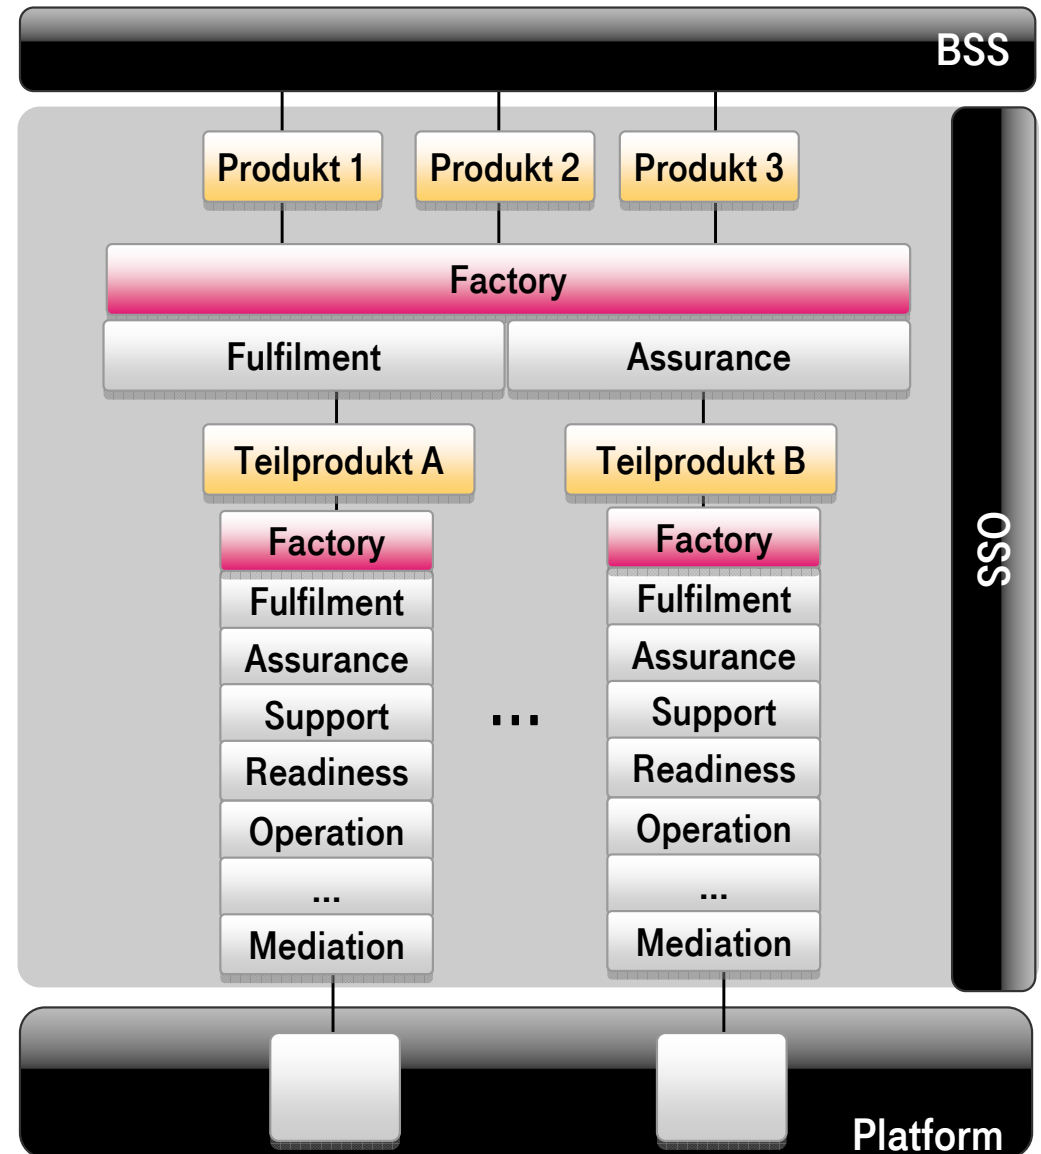 BSS
Produkt 1
Produkt 2
Produkt 3
Factory
Fulfilment
Assurance
Teilprodukt A
Teilprodukt B
Factory
Fulfilment
Assurance
Support
Readiness
Operation
...
Mediation
...
Factory
Fulfilment
Assurance
Support
Readiness
Operation
...
Mediation
OSS
Platform